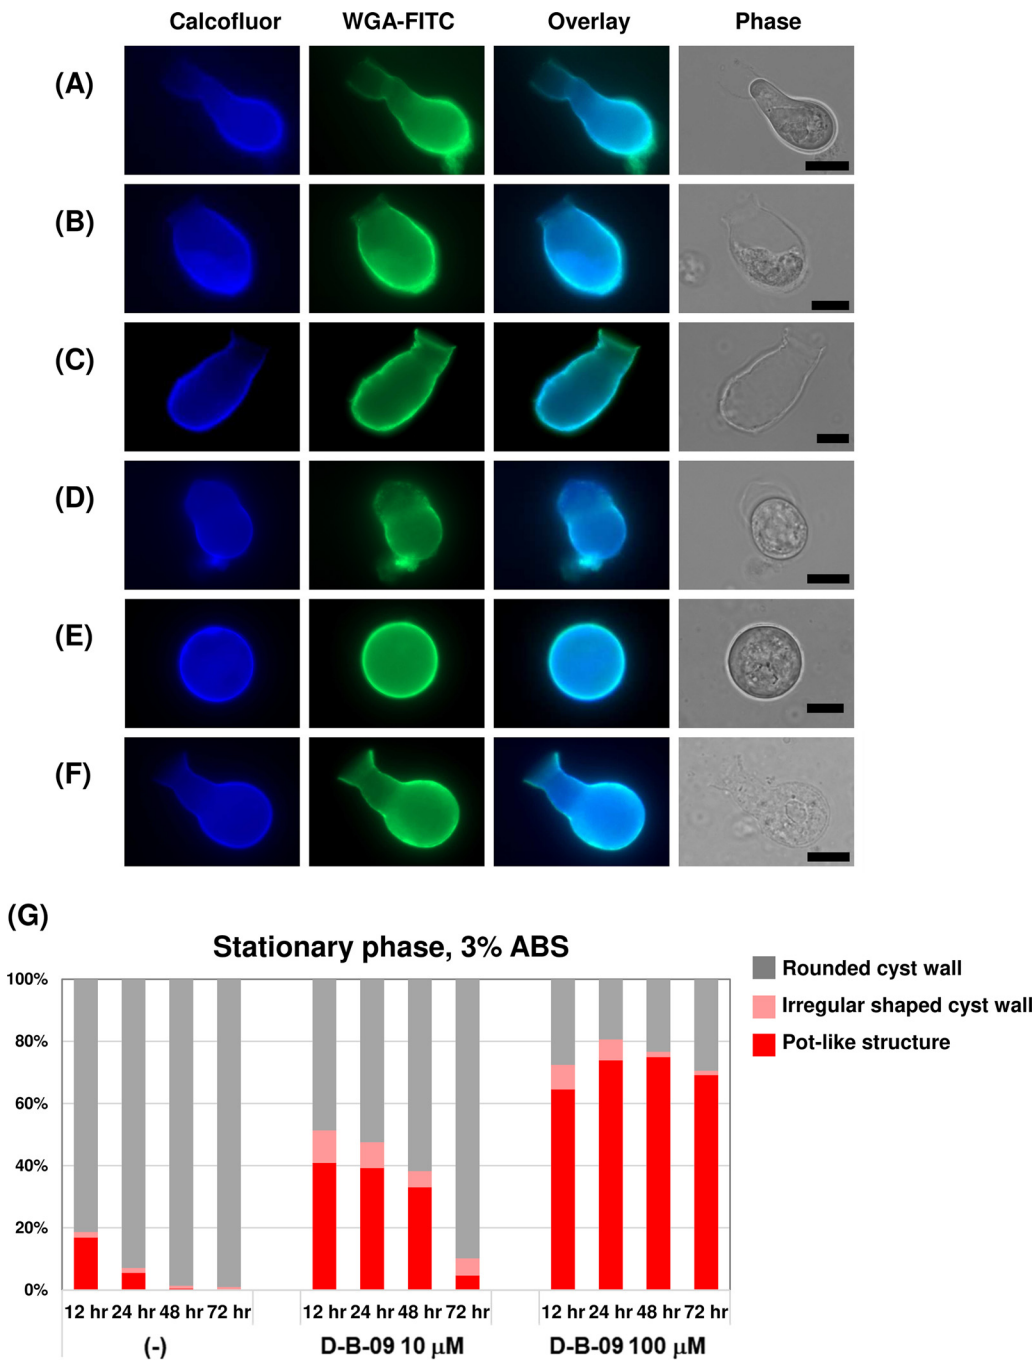 Calcofluor WGA-FITC Overlay Phase
(A)
(B)
(C)
(D)
(E)
(F)
(G)
Stationary phase, 3% ABS
100%
80%
60%
40%
20%
0%
Rounded cyst wall
Irregular shaped cyst wall
Pot-like structure
12 hr 24 hr 48 hr 72 hr 12 hr 24 hr 48 hr 72 hr 12 hr 24 hr 48 hr 72 hr
(-) D-B-09 10 μM D-B-09 100 μM